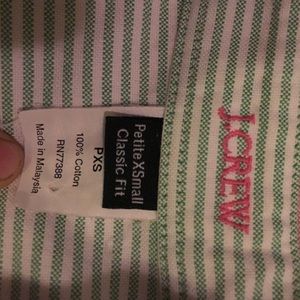 Petite XSmall
Classic Fit
PXS
100% Cotton
RN77388
Made in Malaysia
J.CREW